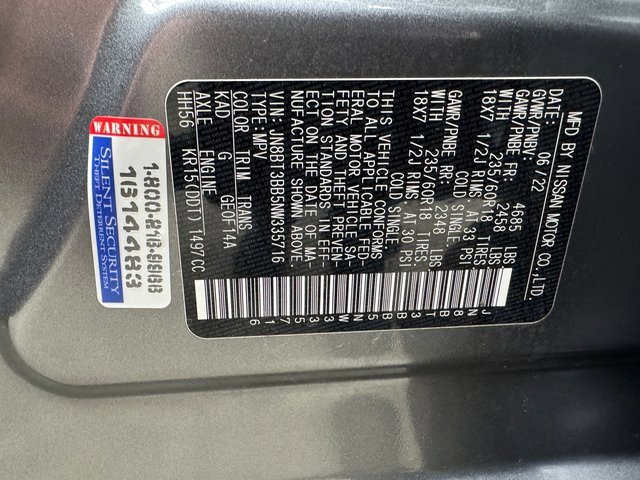 MFD BY NISSAN MOTOR CO.,LTD.
DATE: 06/22
GVWR/PNBV: 4685 LBS
GAWR/PNBE FR: 2458 LBS
WITH 235/60R18 TIRES
18X7 1/2J RIMS AT 33 PSI
COLD SINGLE
GAWR/PNBE RR: 2348 LBS
WITH 235/60R18 TIRES
18X7 1/2J RIMS AT 30 PSI
COLD SINGLE
THIS VEHICLE CONFORMS
TO ALL APPLICABLE FED-
ERAL MOTOR VEHICLE SA-
FETY AND THEFT PREVEN-
TION STANDARDS IN EFF-
ECT ON THE DATE OF MA-
NUFACTURE SHOWN ABOVE
VIN: JN8BT3BB5NW335716
TYPE: MPV
COLOR TRIM TRANS
KAD G GE0F14A
AXLE ENGINE
HH56 KR15(DDT) 1497CC
JN8BT3BB5NW335716
WARNING
SILENT SECURITY
THEFT DETERRENT SYSTEM